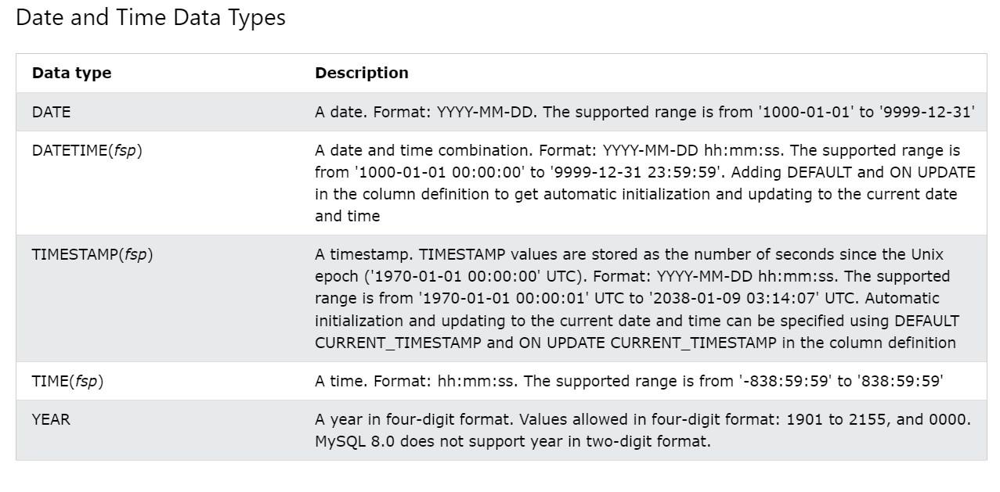 Date and Time Data Types
Data type Description
DATE A date. Format: YYYY-MM-DD. The supported range is from '1000-01-01' to '9999-12-31'
DATETIME(fsp) A date and time combination. Format: YYYY-MM-DD hh:mm:ss. The supported range is
from '1000-01-01 00:00:00' to '9999-12-31 23:59:59'. Adding DEFAULT and ON UPDATE
in the column definition to get automatic initialization and updating to the current date
and time
TIMESTAMP(fsp) A timestamp. TIMESTAMP values are stored as the number of seconds since the Unix
epoch ('1970-01-01 00:00:00' UTC). Format: YYYY-MM-DD hh:mm:ss. The supported
range is from '1970-01-01 00:00:01' UTC to '2038-01-09 03:14:07' UTC. Automatic
initialization and updating to the current date and time can be specified using DEFAULT
CURRENT_TIMESTAMP and ON UPDATE CURRENT_TIMESTAMP in the column definition
TIME(fsp) A time. Format: hh:mm:ss. The supported range is from '-838:59:59' to '838:59:59'
YEAR A year in four-digit format. Values allowed in four-digit format: 1901 to 2155, and 0000.
MySQL 8.0 does not support year in two-digit format.